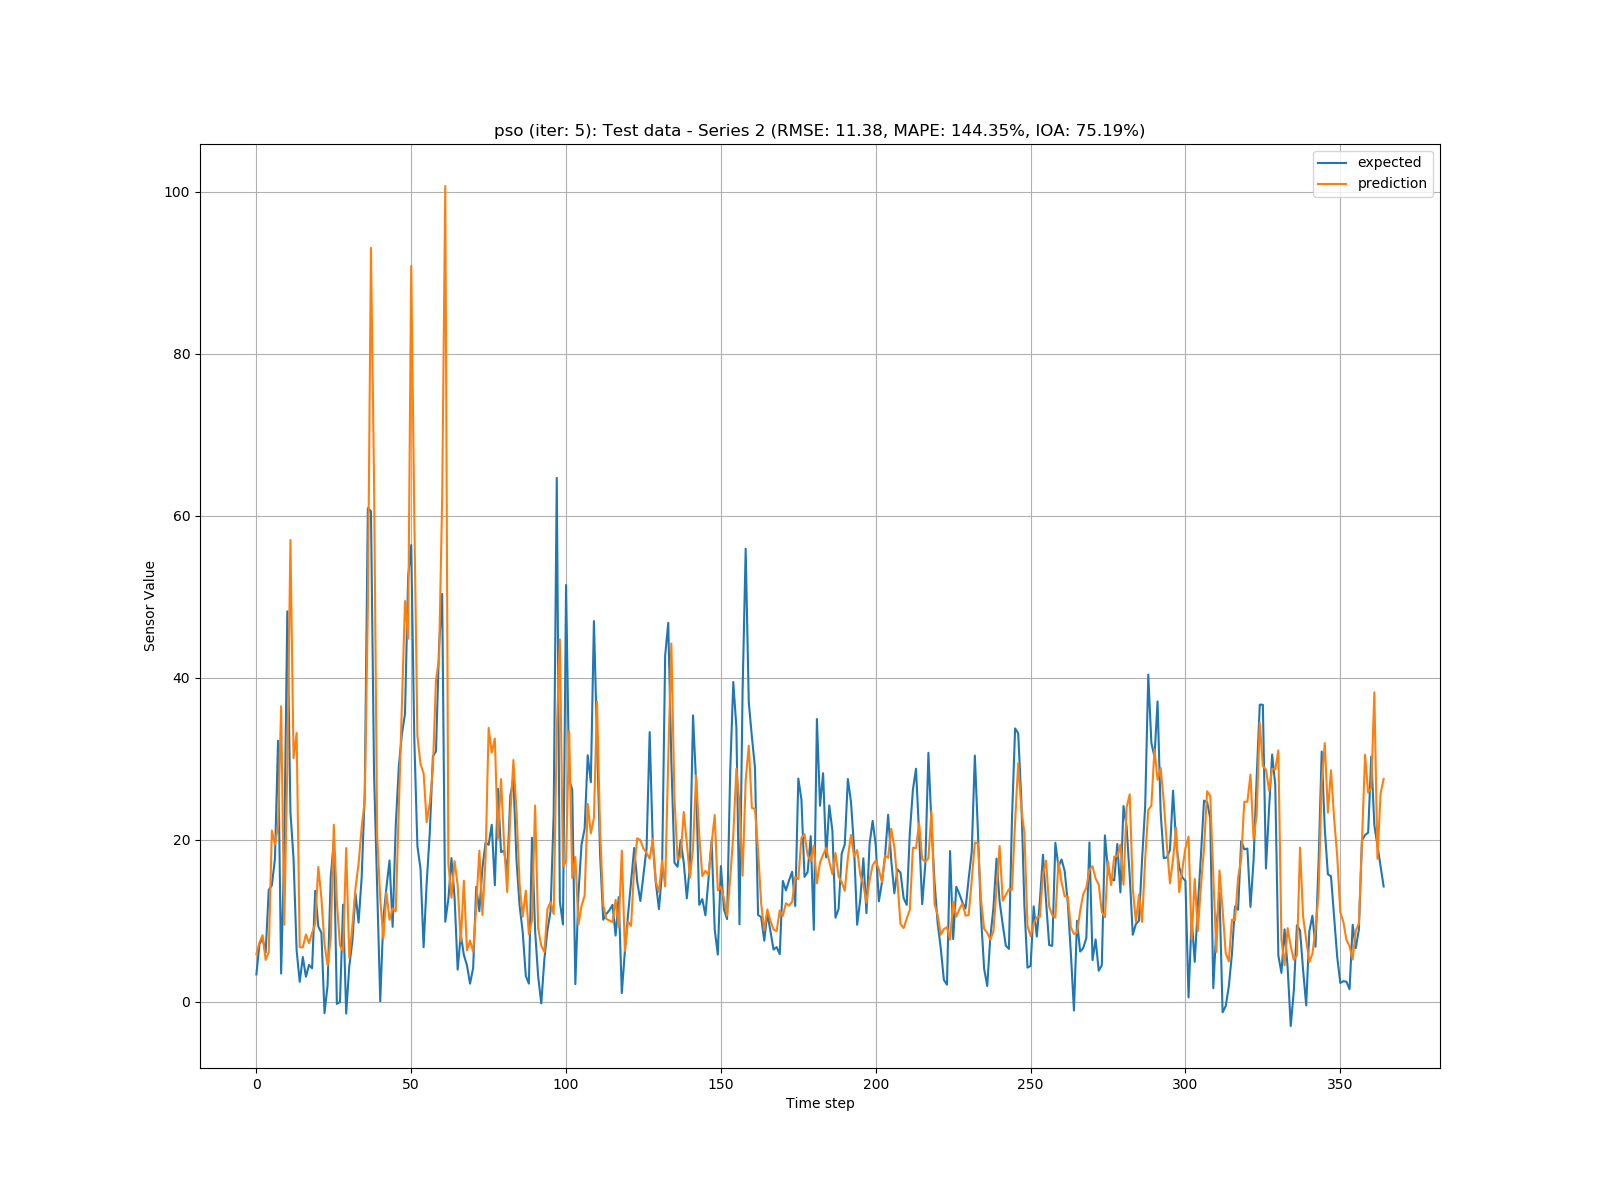 pso (iter: 5): Test data - Series 2 (RMSE: 11.38, MAPE: 144.35%, IOA: 75.19%)
expected
prediction
100
80
60
40
20
0
Sensor Value
0 50 100 150 200 250 300 350
Time step